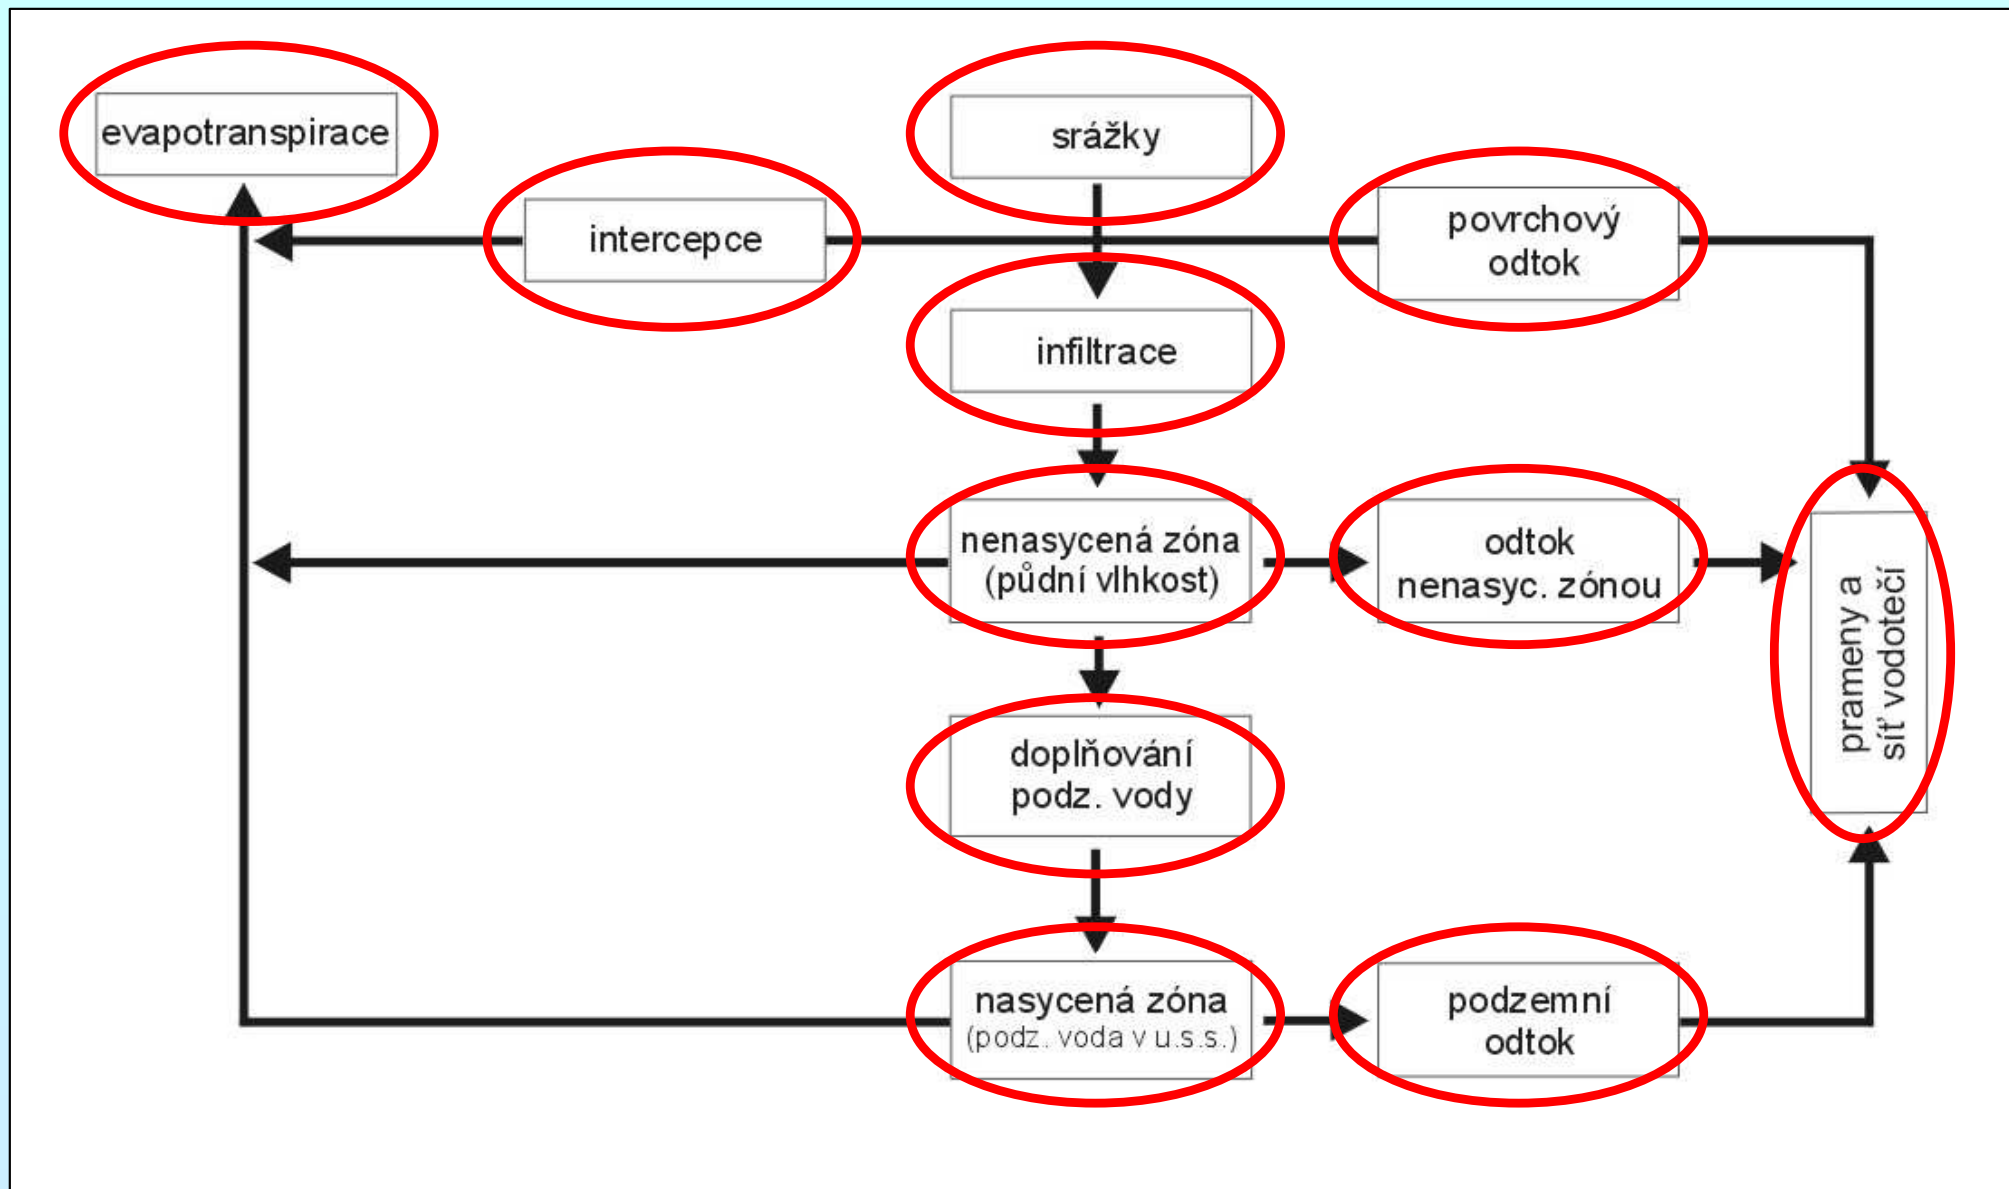 evapotranspirace
srážky
intercepce
povrchový
odtok
infiltrace
nenasycená zóna
(půdní vlhkost)
odtok
nenasyc. zónou
prameny a
síť vodotečí
doplňování
podz. vody
nasycená zóna
(podz. voda v u.s.s.)
podzemní
odtok